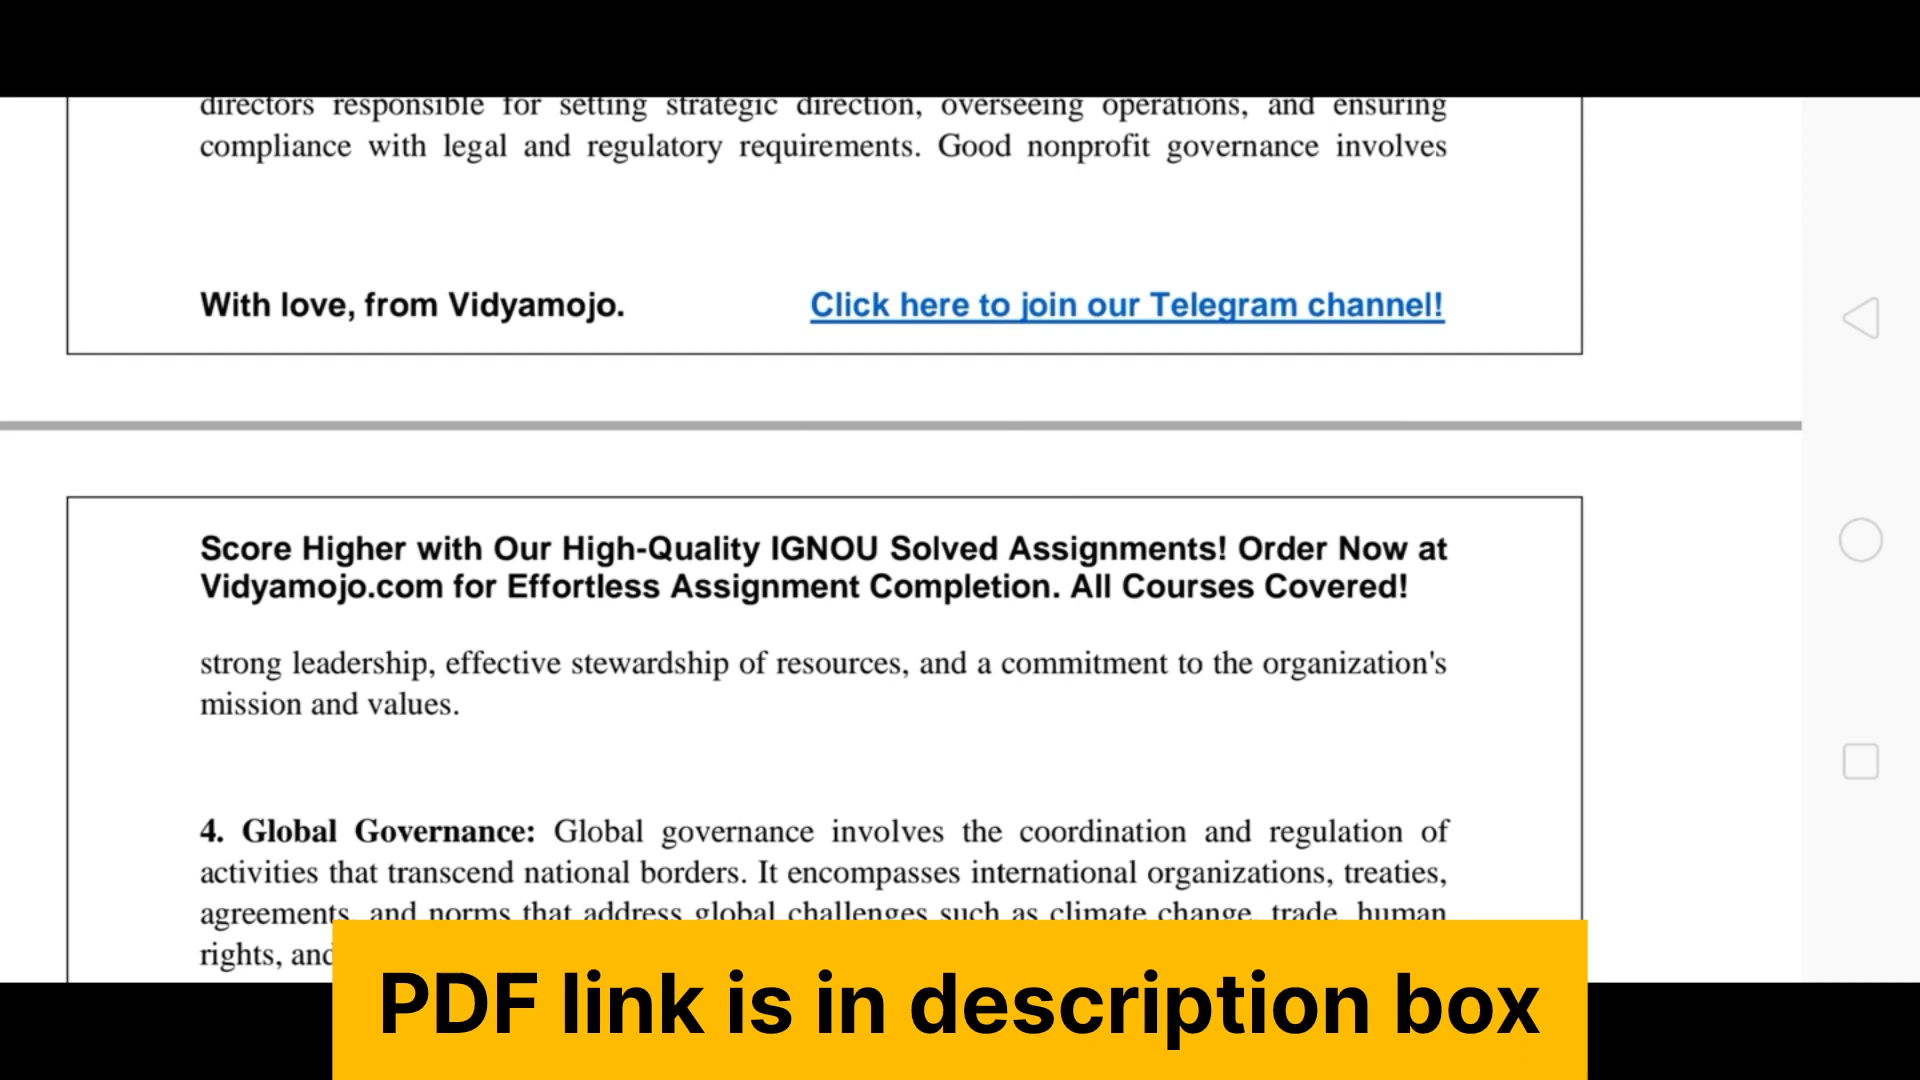 directors responsible for setting strategic direction, overseeing operations, and ensuring
compliance with legal and regulatory requirements. Good nonprofit governance involves
With love, from Vidyamojo.
Click here to join our Telegram channel!
Score Higher with Our High-Quality IGNOU Solved Assignments! Order Now at
Vidyamojo.com for Effortless Assignment Completion. All Courses Covered!
strong leadership, effective stewardship of resources, and a commitment to the organization's
mission and values.
4. Global Governance: Global governance involves the coordination and regulation of
activities that transcend national borders. It encompasses international organizations, treaties,
agreements, and norms that address global challenges such as climate change, trade, human
rights, and
PDF link is in description box